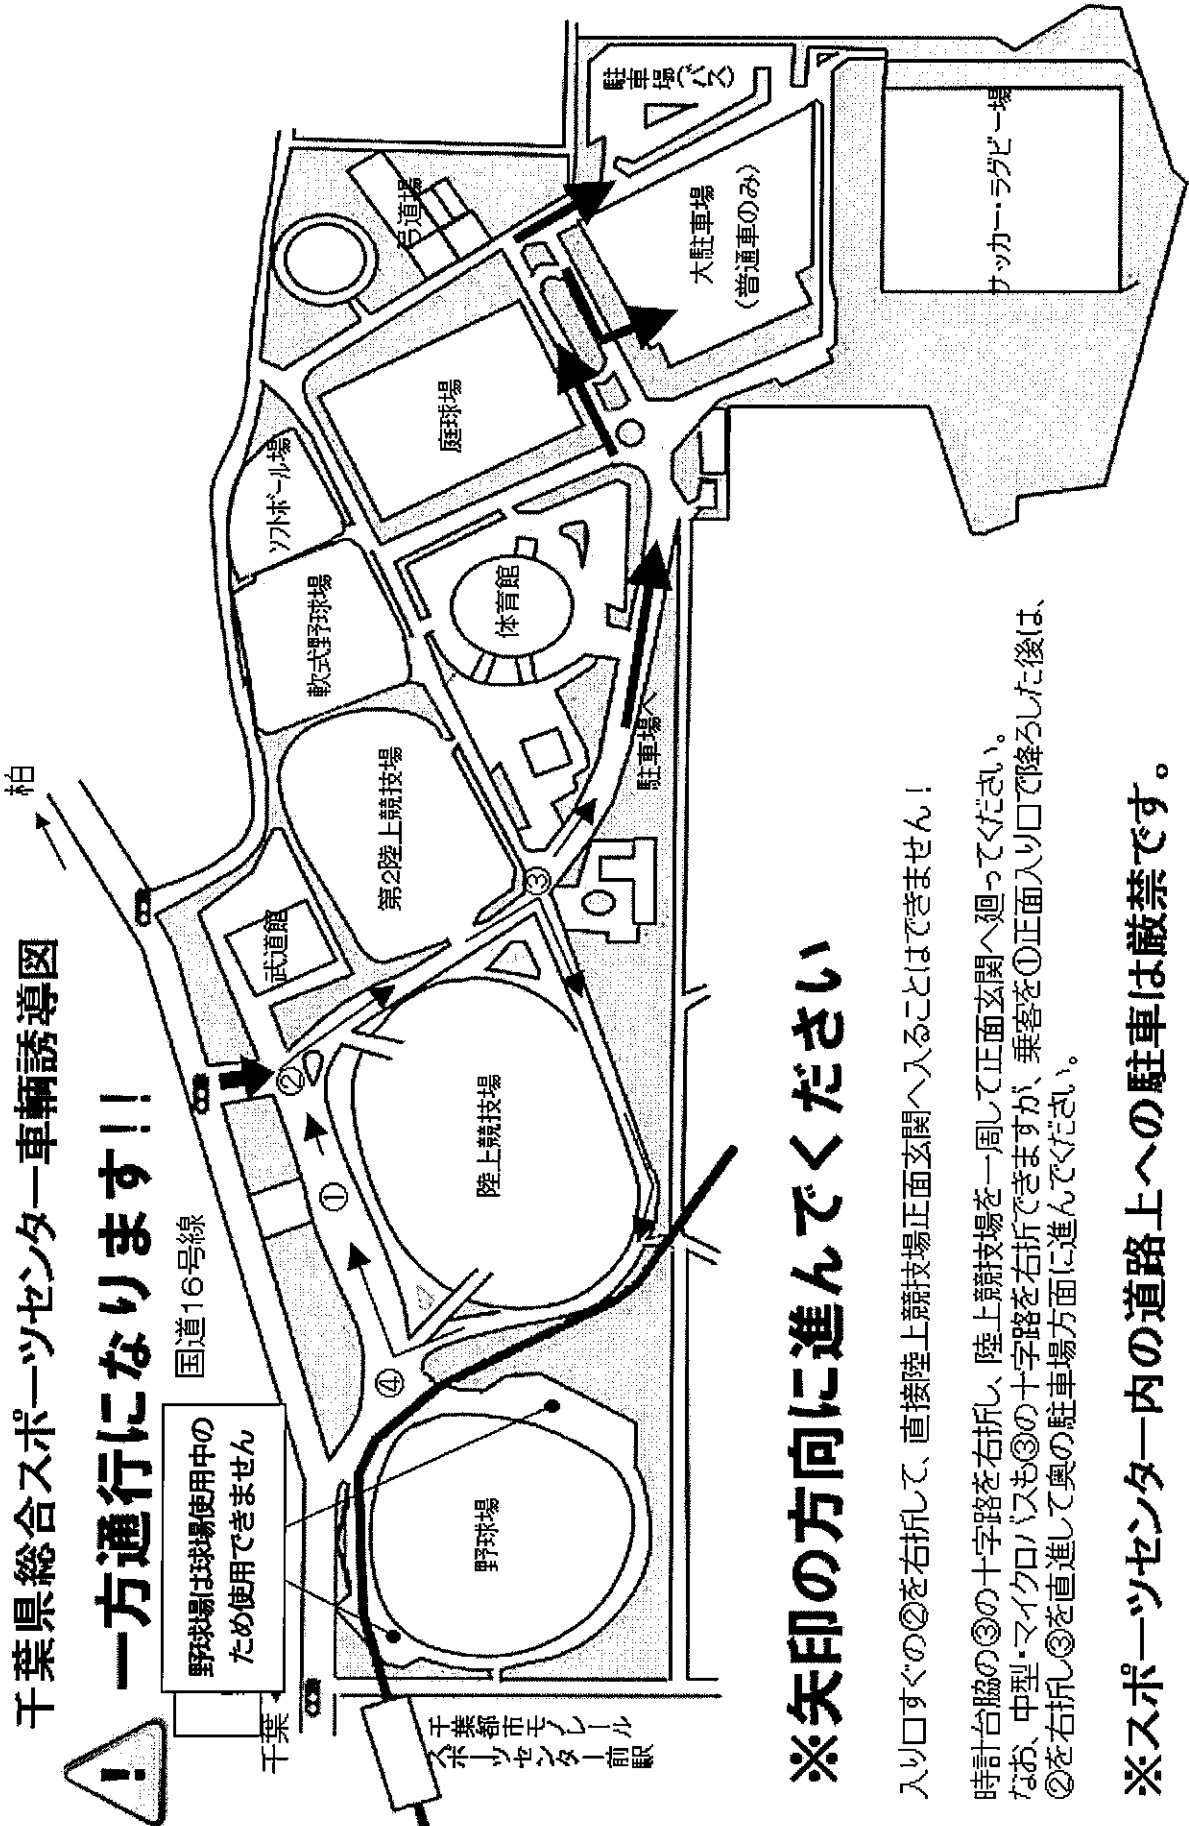 千葉県総合スポーツセンター車輌誘導図
一方通行になります！！
国道16号線
柏
千葉
野球場は球場使用中の
ため使用できません
千葉都市モノレール
スポーツセンター前駅
野球場
④
①
②
陸上競技場
武道館
第2陸上競技場
③
駐車場へ
軟式野球場
ソフトボール場
体育館
庭球場
弓道場
大駐車場
（普通車のみ）
駐車場（バス）
サッカー・ラグビー場
※矢印の方向に進んでください
入り口すぐの②を右折して、直接陸上競技場正面玄関へ入ることはできません！
時計台脇の③の十字路を右折し、陸上競技場を一周して正面玄関へ廻ってください。
なお、中型・マイクロバスも③の十字路を右折できますが、乗客を①正面入り口で降ろした後は、
②を右折し③を直進して奥の駐車場方面に進んでください。
※スポーツセンター内の道路上への駐車は厳禁です。